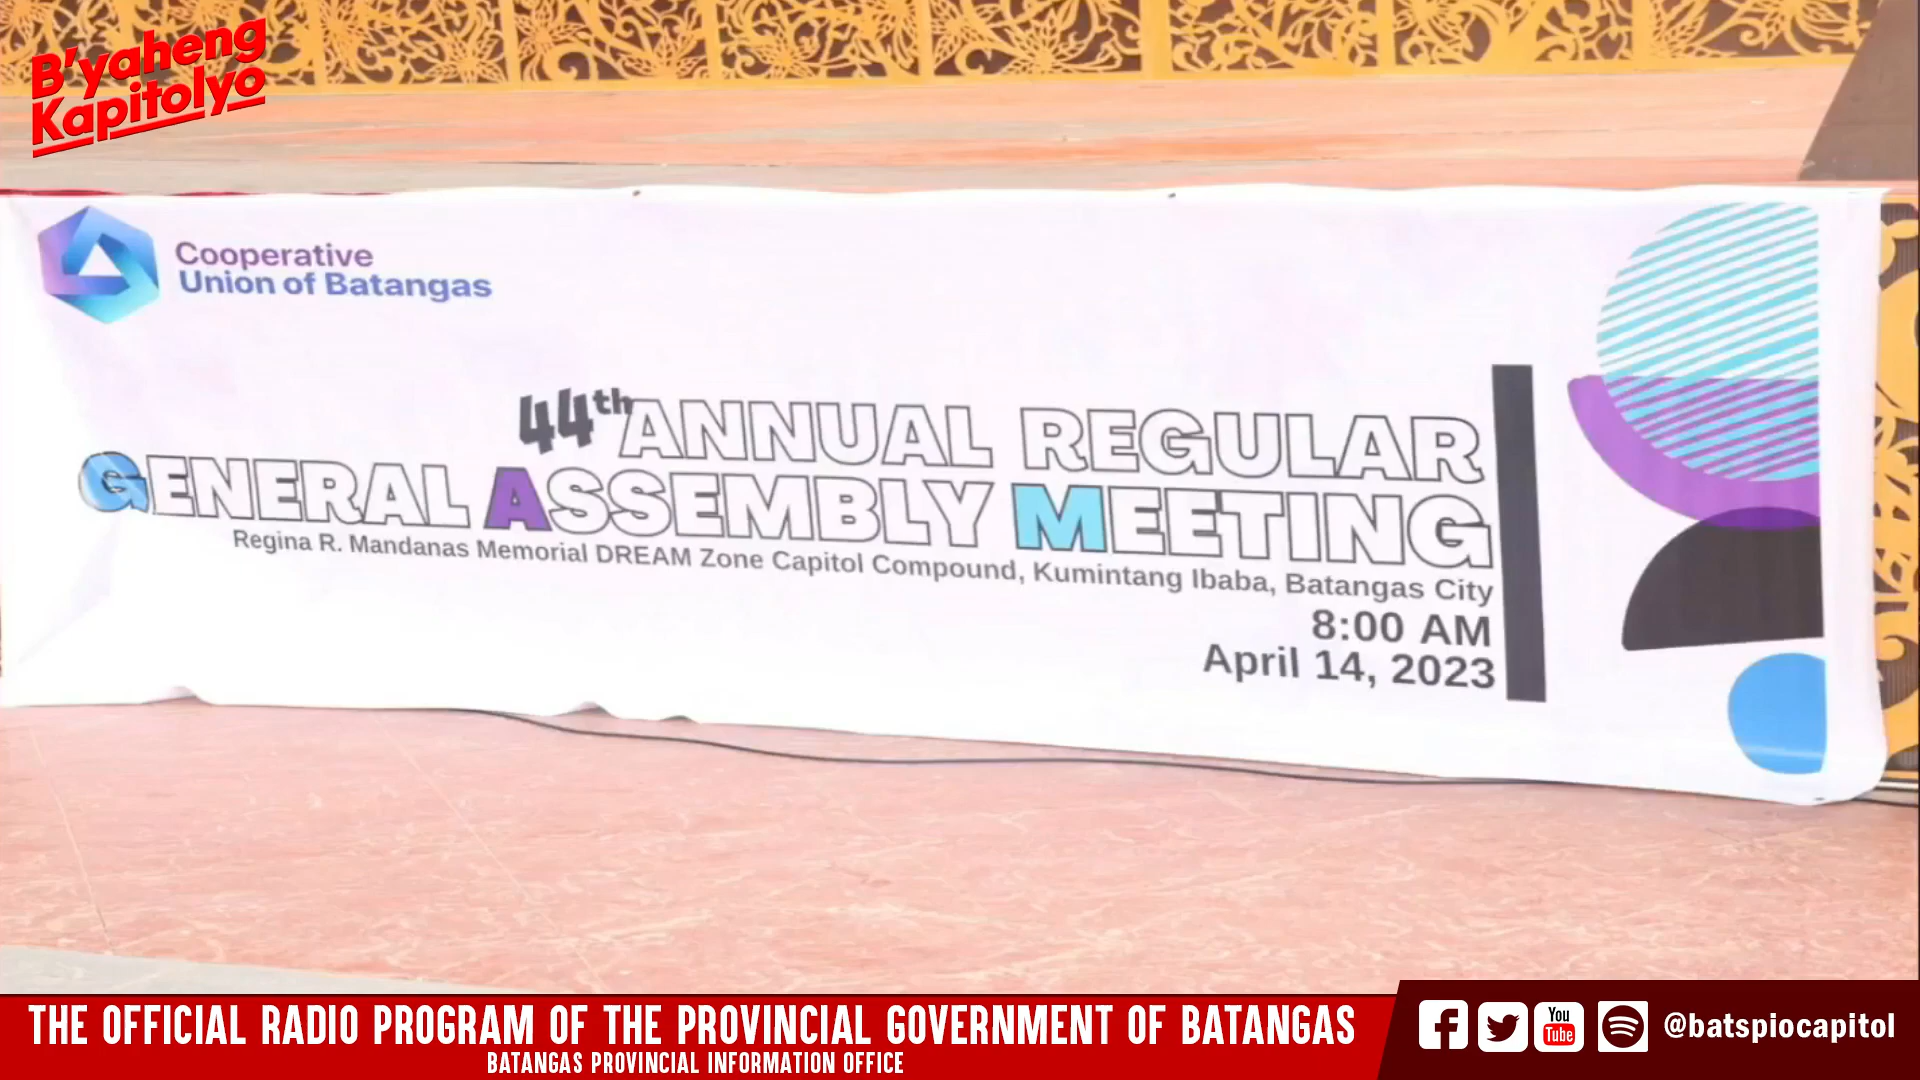 B'yaheng
Kapitolyo
Cooperative
Union of Batangas
44th ANNUAL REGULAR
GENERAL ASSEMBLY MEETING
Regina R. Mandanas Memorial DREAM Zone Capitol Compound, Kumintang Ibaba, Batangas City
8:00 AM
April 14, 2023
THE OFFICIAL RADIO PROGRAM OF THE PROVINCIAL GOVERNMENT OF BATANGAS
BATANGAS PROVINCIAL INFORMATION OFFICE
You
Tube
@batspiocapitol